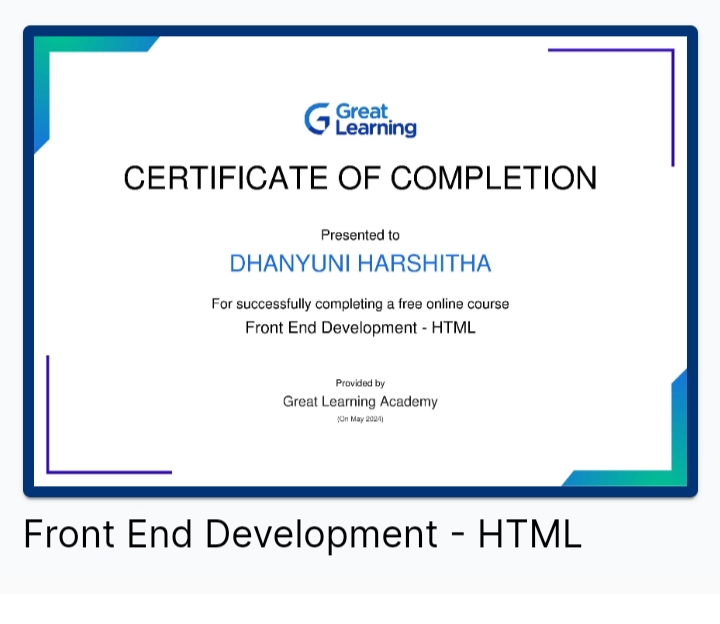 Great
Learning
CERTIFICATE OF COMPLETION
Presented to
DHANYUNI HARSHITHA
For successfully completing a free online course
Front End Development - HTML
Provided by
Great Learning Academy
(On May 2024)
Front End Development - HTML